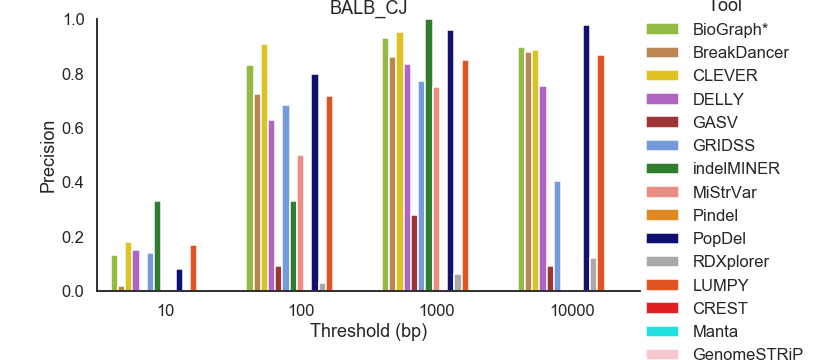 BALB_CJ
Tool
1.0
0.8
0.6
0.4
0.2
0.0
Precision
10
100
1000
10000
Threshold (bp)
BioGraph*
BreakDancer
CLEVER
DELLY
GASV
GRIDSS
indelMINER
MiStrVar
Pindel
PopDel
RDXplorer
LUMPY
CREST
Manta
GenomeSTRiP